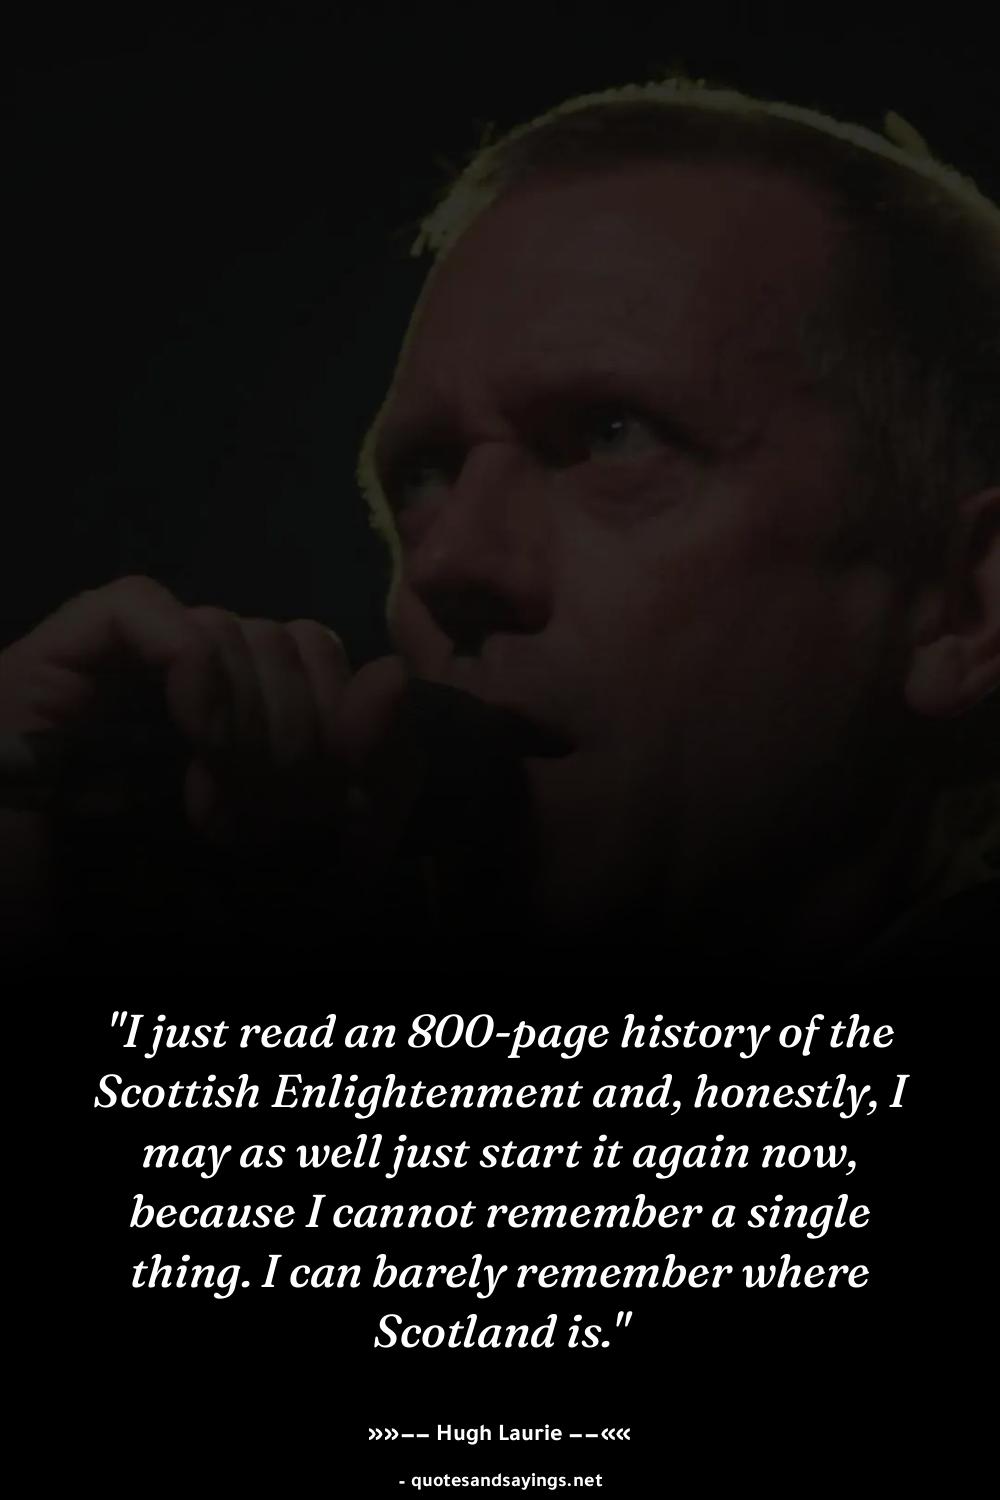 "I just read an 800-page history of the
Scottish Enlightenment and, honestly, I
may as well just start it again now,
because I cannot remember a single
thing. I can barely remember where
Scotland is."
»»−− Hugh Laurie −−««
- quotesandsayings.net